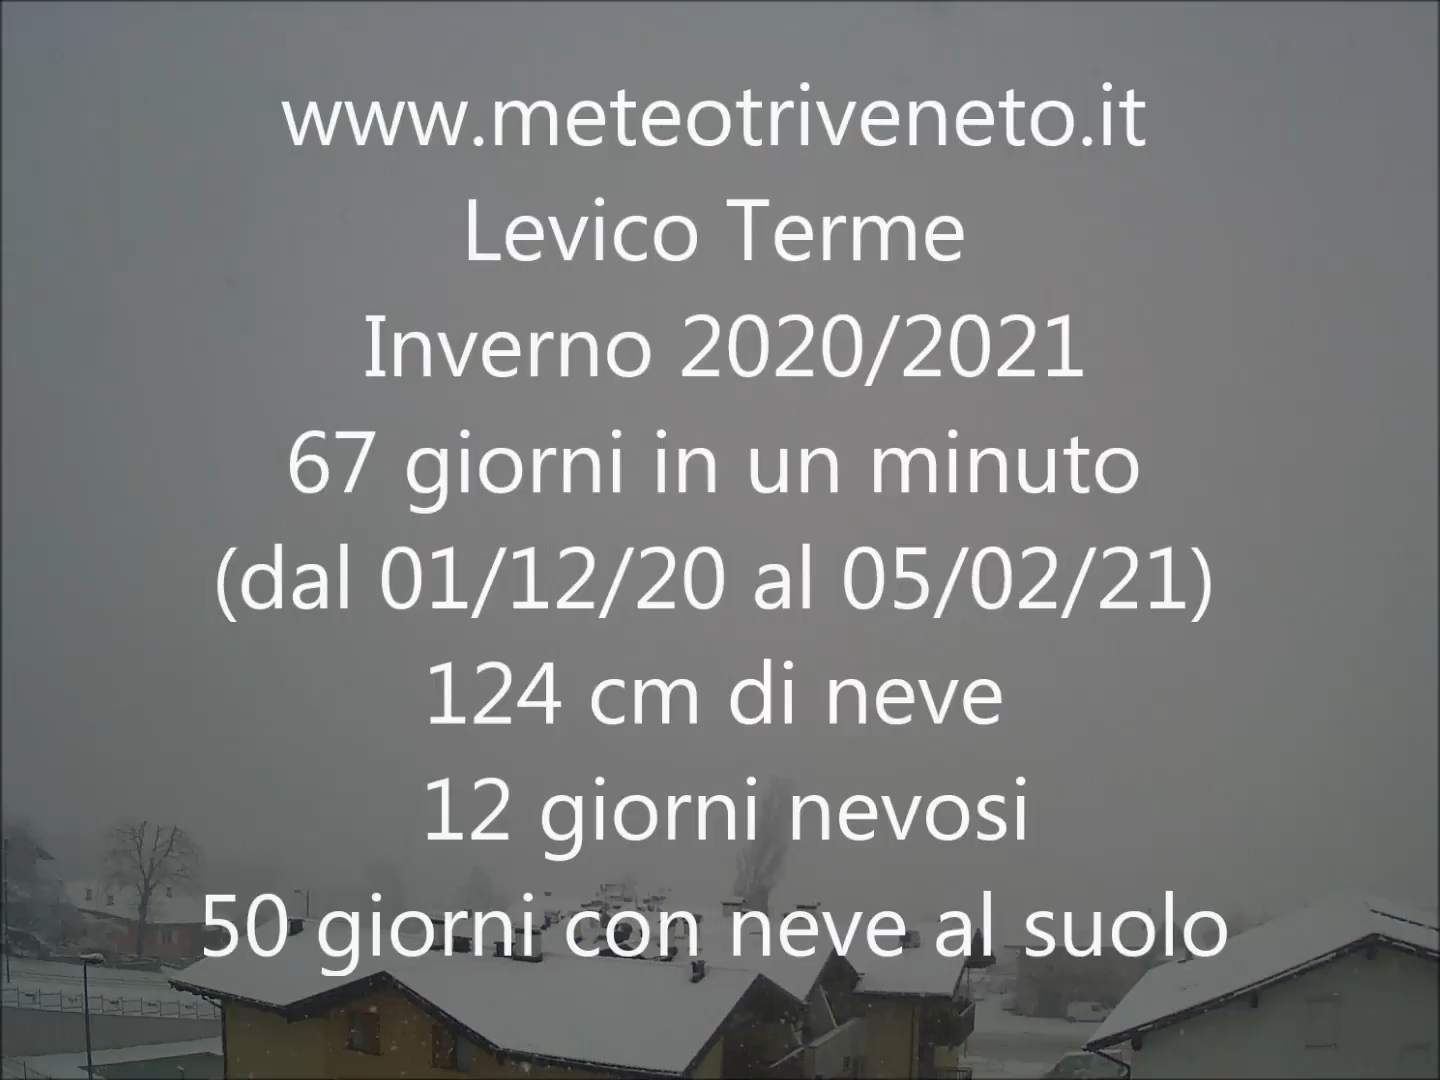 www.meteotriveneto.it
Levico Terme
Inverno 2020/2021
67 giorni in un minuto
(dal 01/12/20 al 05/02/21)
124 cm di neve
12 giorni nevosi
50 giorni con neve al suolo